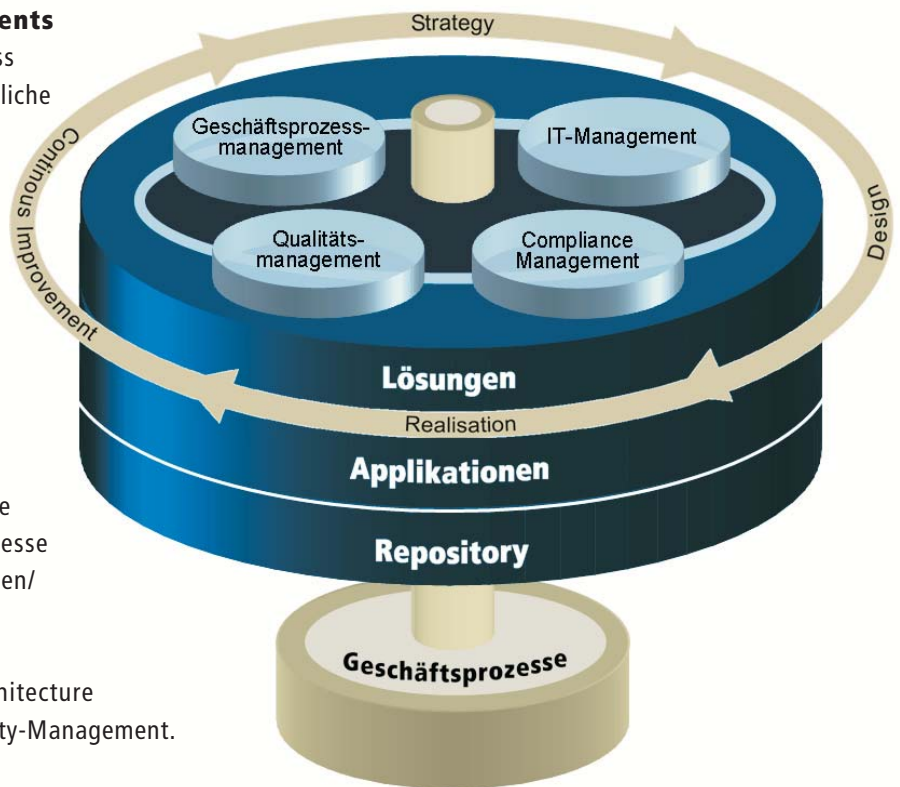 ents
ss
liche
e
esse
en/
hitecture
ty-Management.
Strategy
Geschäftsprozess-
management
IT-Management
Continous Improvement
Design
Qualitäts-
management
Compliance
Management
Lösungen
Realisation
Applikationen
Repository
Geschäftsprozesse